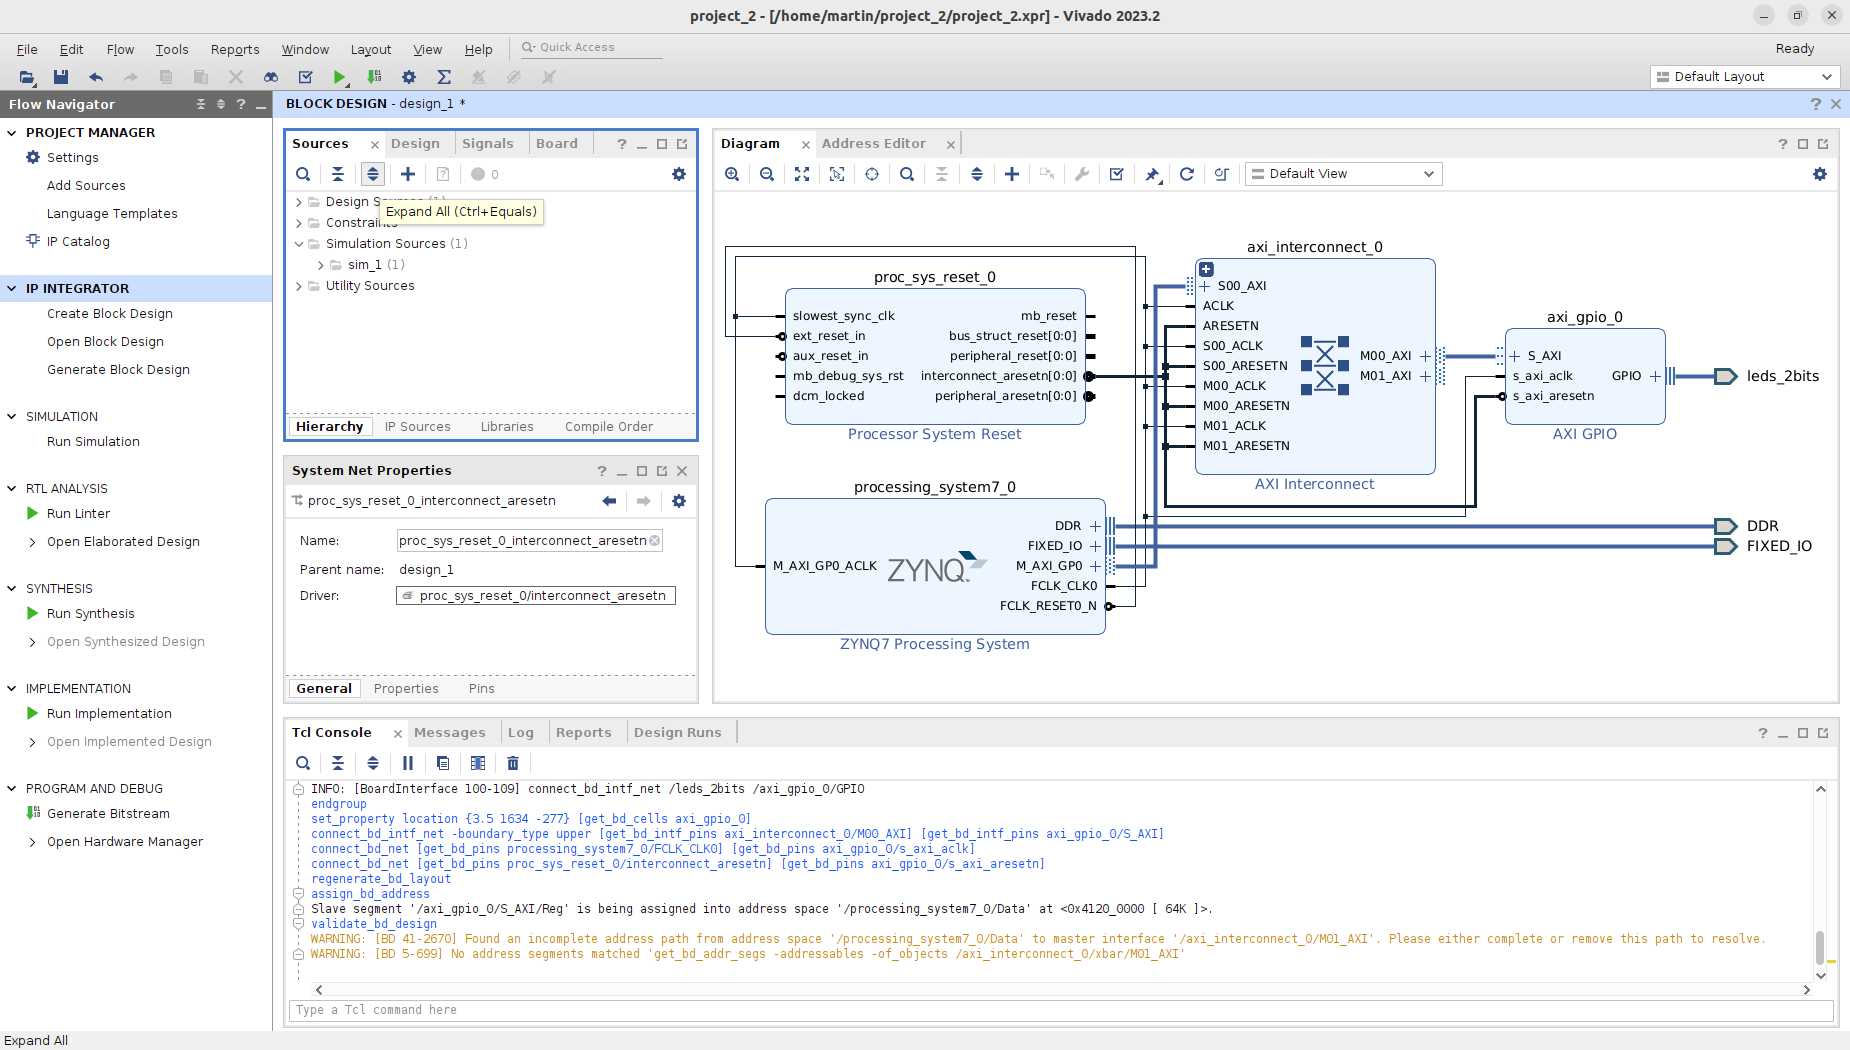 project_2 - [/home/martin/project_2/project_2.xpr] - Vivado 2023.2
File Edit Flow Tools Reports Window Layout View Help Quick Access Ready
Default Layout
Flow Navigator
PROJECT MANAGER
Settings
Add Sources
Language Templates
IP Catalog
IP INTEGRATOR
Create Block Design
Open Block Design
Generate Block Design
SIMULATION
Run Simulation
RTL ANALYSIS
Run Linter
Open Elaborated Design
SYNTHESIS
Run Synthesis
Open Synthesized Design
IMPLEMENTATION
Run Implementation
Open Implemented Design
PROGRAM AND DEBUG
Generate Bitstream
Open Hardware Manager
BLOCK DESIGN - design_1 *
Sources Design Signals Board
0
Design
Expand All (Ctrl+Equals)
Constraints
Simulation Sources (1)
sim_1 (1)
Utility Sources
Hierarchy IP Sources Libraries Compile Order
System Net Properties
proc_sys_reset_0_interconnect_aresetn
Name: proc_sys_reset_0_interconnect_aresetn
Parent name: design_1
Driver: proc_sys_reset_0/interconnect_aresetn
General Properties Pins
Diagram Address Editor
Default View
proc_sys_reset_0
slowest_sync_clk
ext_reset_in
aux_reset_in
mb_debug_sys_rst
dcm_locked
mb_reset
bus_struct_reset[0:0]
peripheral_reset[0:0]
interconnect_aresetn[0:0]
peripheral_aresetn[0:0]
Processor System Reset
processing_system7_0
M_AXI_GP0_ACLK
ZYNQ
DDR
FIXED_IO
M_AXI_GP0
FCLK_CLK0
FCLK_RESET0_N
ZYNQ7 Processing System
axi_interconnect_0
S00_AXI
ACLK
ARESETN
S00_ACLK
S00_ARESETN
M00_ACLK
M00_ARESETN
M01_ACLK
M01_ARESETN
M00_AXI
M01_AXI
AXI Interconnect
axi_gpio_0
S_AXI
s_axi_aclk
s_axi_aresetn
GPIO
AXI GPIO
leds_2bits
DDR
FIXED_IO
Tcl Console Messages Log Reports Design Runs
INFO: [BoardInterface 100-109] connect_bd_intf_net /leds_2bits /axi_gpio_0/GPIO
endgroup
set_property location {3.5 1634 -277} [get_bd_cells axi_gpio_0]
connect_bd_intf_net -boundary_type upper [get_bd_intf_pins axi_interconnect_0/M00_AXI] [get_bd_intf_pins axi_gpio_0/S_AXI]
connect_bd_net [get_bd_pins processing_system7_0/FCLK_CLK0] [get_bd_pins axi_gpio_0/s_axi_aclk]
connect_bd_net [get_bd_pins proc_sys_reset_0/interconnect_aresetn] [get_bd_pins axi_gpio_0/s_axi_aresetn]
regenerate_bd_layout
assign_bd_address
Slave segment '/axi_gpio_0/S_AXI/Reg' is being assigned into address space '/processing_system7_0/Data' at <0x4120_0000 [ 64K ]>.
validate_bd_design
WARNING: [BD 41-2670] Found an incomplete address path from address space '/processing_system7_0/Data' to master interface '/axi_interconnect_0/M01_AXI'. Please either complete or remove this path to resolve.
WARNING: [BD 5-699] No address segments matched 'get_bd_addr_segs -addressables -of_objects /axi_interconnect_0/xbar/M01_AXI'
Type a Tcl command here
Expand All